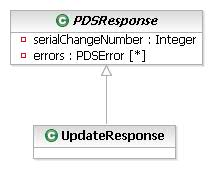 C PDSResponse
serialChangeNumber : Integer
errors : PDSError [*]
C UpdateResponse